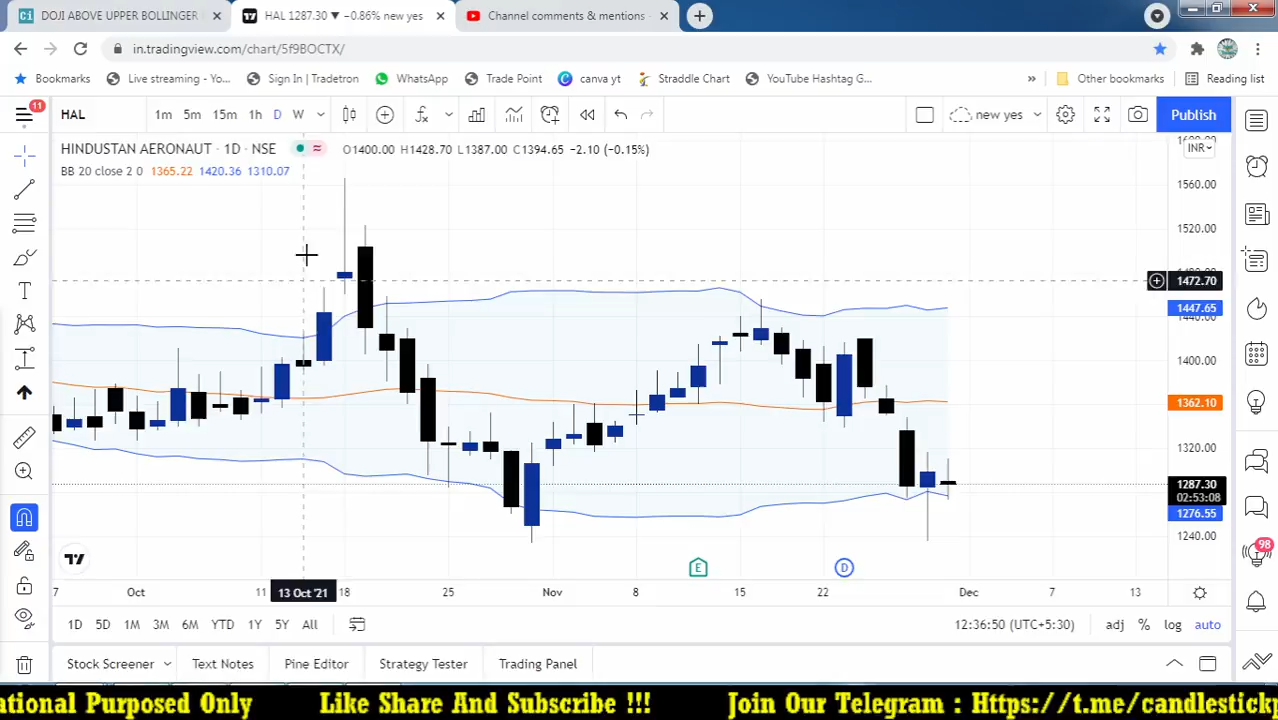 DOJI ABOVE UPPER BOLLINGER
HAL 1287.30 ▼ −0.86% new yes
Channel comments & mentions -
in.tradingview.com/chart/5f9BOCTX/
Bookmarks
Live streaming - Yo...
Sign In | Tradetron
WhatsApp
Trade Point
canva yt
Straddle Chart
YouTube Hashtag G...
»
Other bookmarks
Reading list
11
HAL
1m 5m 15m 1h D W
new yes
Publish
HINDUSTAN AERONAUT · 1D · NSE
O1400.00 H1428.70 L1387.00 C1394.65 −2.10 (−0.15%)
INR
BB 20 close 2 0 1365.22 1420.36 1310.07
1600.00
1560.00
1520.00
1472.70
1447.65
1440.00
1400.00
1362.10
1320.00
1287.30
02:53:08
1276.55
1240.00
E
D
98
7 Oct 11 13 Oct '21 18 25 Nov 8 15 22 Dec 7 13
1D 5D 1M 3M 6M YTD 1Y 5Y All
12:36:50 (UTC+5:30)
adj % log auto
Stock Screener
Text Notes
Pine Editor
Strategy Tester
Trading Panel
ational Purposed Only Like Share And Subscribe !!! Join Our Telegram : Https://t.me/candlestickp